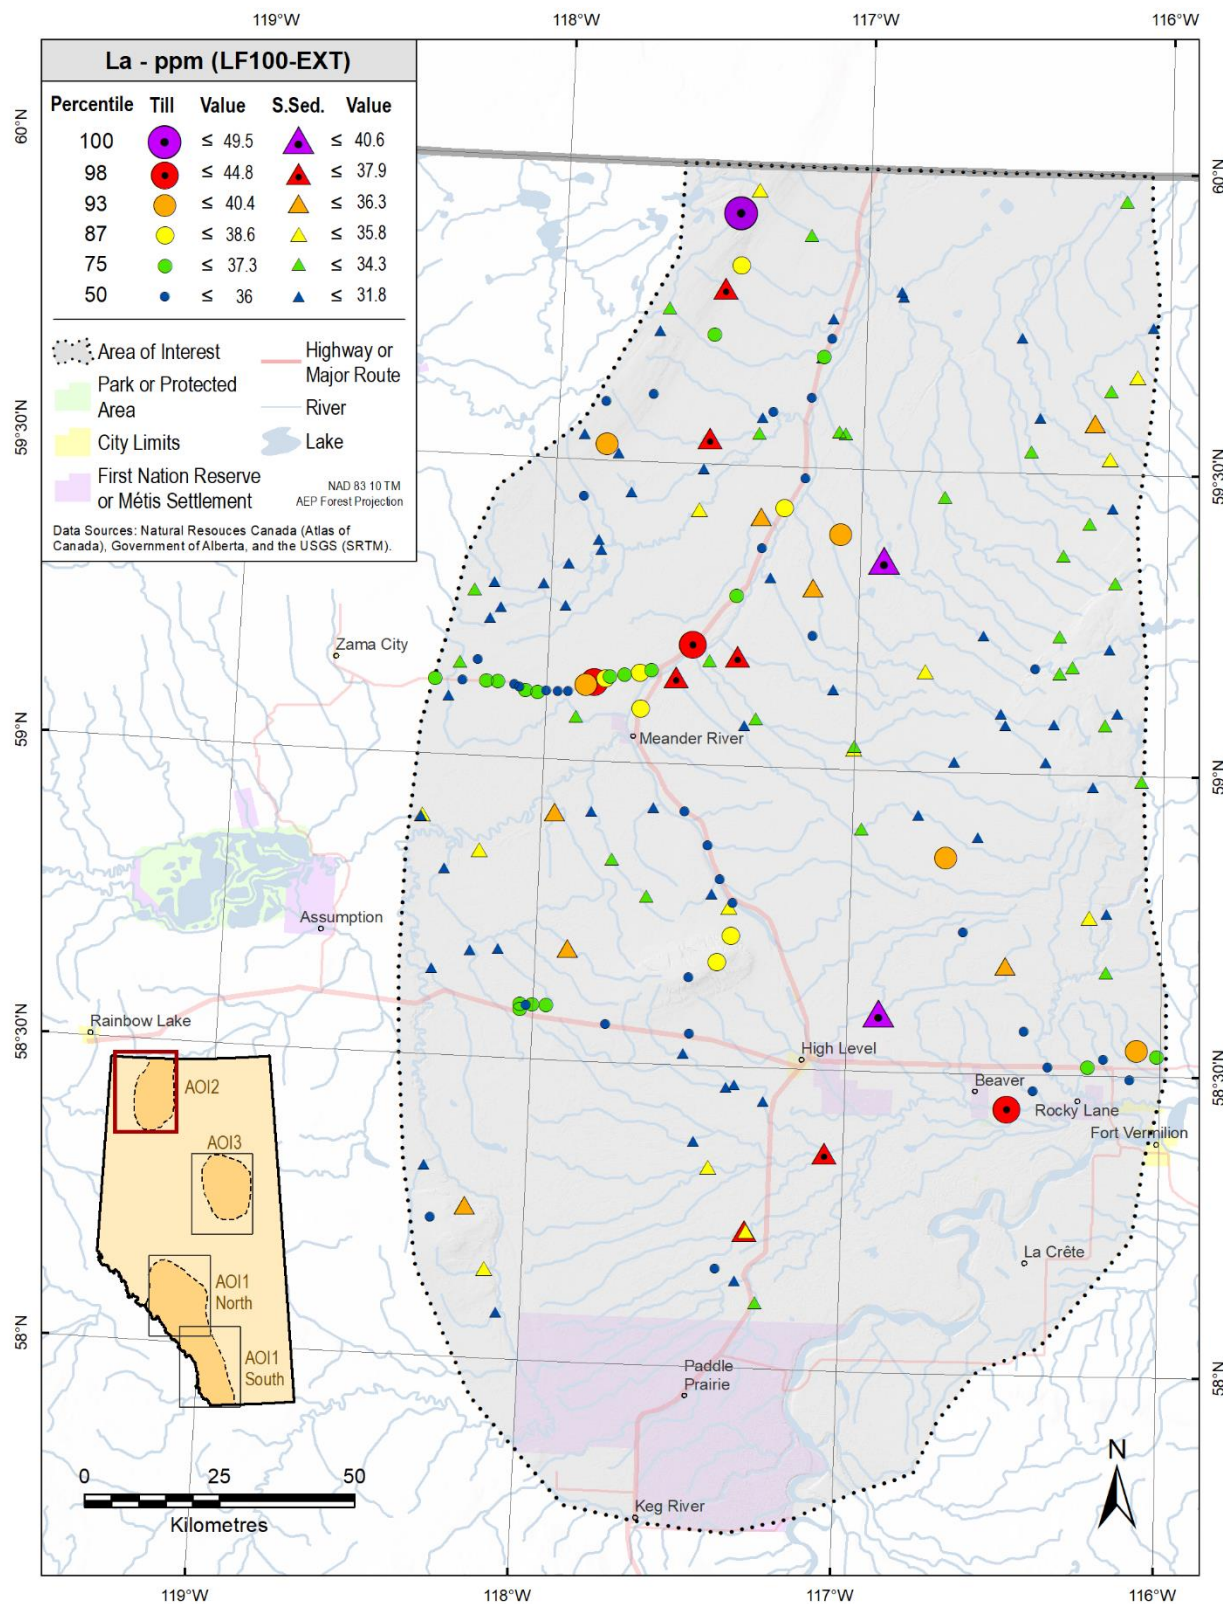 119°W 118°W 117°W 116°W
La - ppm (LF100-EXT)
Percentile Till Value S.Sed. Value
100 ≤ 49.5 ≤ 40.6
98 ≤ 44.8 ≤ 37.9
93 ≤ 40.4 ≤ 36.3
87 ≤ 38.6 ≤ 35.8
75 ≤ 37.3 ≤ 34.3
50 ≤ 36 ≤ 31.8
Area of Interest
Park or Protected
Area
City Limits
First Nation Reserve
or Métis Settlement
Highway or
Major Route
River
Lake
NAD 83 10 TM
AEP Forest Projection
Data Sources: Natural Resouces Canada (Atlas of
Canada), Government of Alberta, and the USGS (SRTM).
60°N
60°N
59°30'N
59°30'N
Zama City
Meander River
59°N
59°N
Assumption
Rainbow Lake
58°30'N
High Level
58°30'N
Beaver
Rocky Lane
Fort Vermilion
AOI2
AOI3
AOI1
North
AOI1
South
La Crête
58°N
58°N
Paddle
Prairie
Keg River
0 25 50
Kilometres
N
119°W 118°W 117°W 116°W